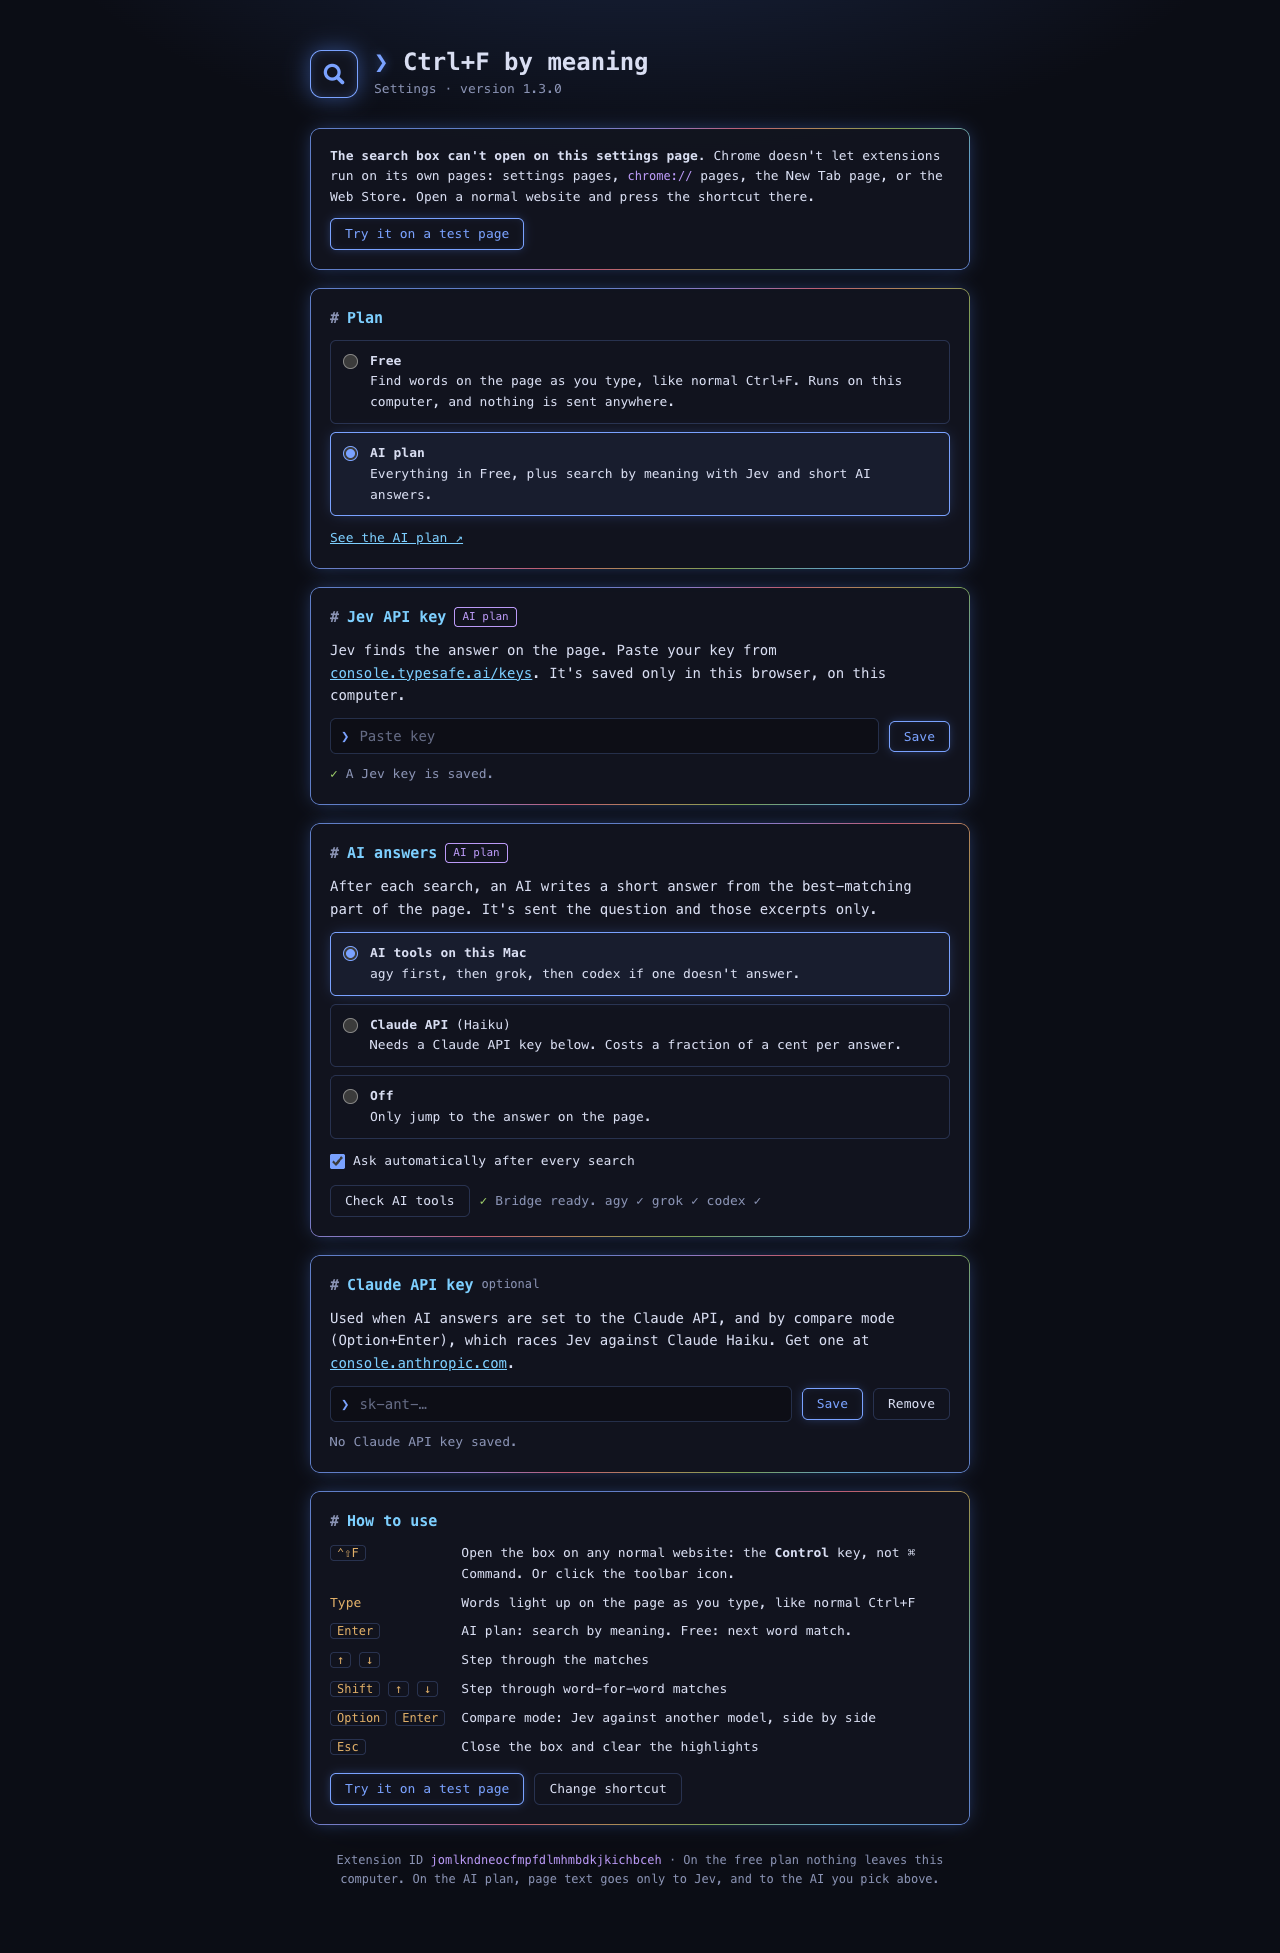 ❯ Ctrl+F by meaning
Settings · version 1.3.0
The search box can't open on this settings page. Chrome doesn't let extensions
run on its own pages: settings pages, chrome:// pages, the New Tab page, or the
Web Store. Open a normal website and press the shortcut there.
Try it on a test page
# Plan
Free
Find words on the page as you type, like normal Ctrl+F. Runs on this
computer, and nothing is sent anywhere.
AI plan
Everything in Free, plus search by meaning with Jev and short AI
answers.
See the AI plan ↗
# Jev API key AI plan
Jev finds the answer on the page. Paste your key from
console.typesafe.ai/keys. It's saved only in this browser, on this
computer.
❯ Paste key Save
✓ A Jev key is saved.
# AI answers AI plan
After each search, an AI writes a short answer from the best-matching
part of the page. It's sent the question and those excerpts only.
AI tools on this Mac
agy first, then grok, then codex if one doesn't answer.
Claude API (Haiku)
Needs a Claude API key below. Costs a fraction of a cent per answer.
Off
Only jump to the answer on the page.
Ask automatically after every search
Check AI tools ✓ Bridge ready. agy ✓ grok ✓ codex ✓
# Claude API key optional
Used when AI answers are set to the Claude API, and by compare mode
(Option+Enter), which races Jev against Claude Haiku. Get one at
console.anthropic.com.
❯ sk-ant-… Save Remove
No Claude API key saved.
# How to use
⌃⇧F Open the box on any normal website: the Control key, not ⌘
Command. Or click the toolbar icon.
Type Words light up on the page as you type, like normal Ctrl+F
Enter AI plan: search by meaning. Free: next word match.
↑ ↓ Step through the matches
Shift ↑ ↓ Step through word-for-word matches
Option Enter Compare mode: Jev against another model, side by side
Esc Close the box and clear the highlights
Try it on a test page Change shortcut
Extension ID jomlkndneocfmpfdlmhmbdkjkichbceh · On the free plan nothing leaves this
computer. On the AI plan, page text goes only to Jev, and to the AI you pick above.